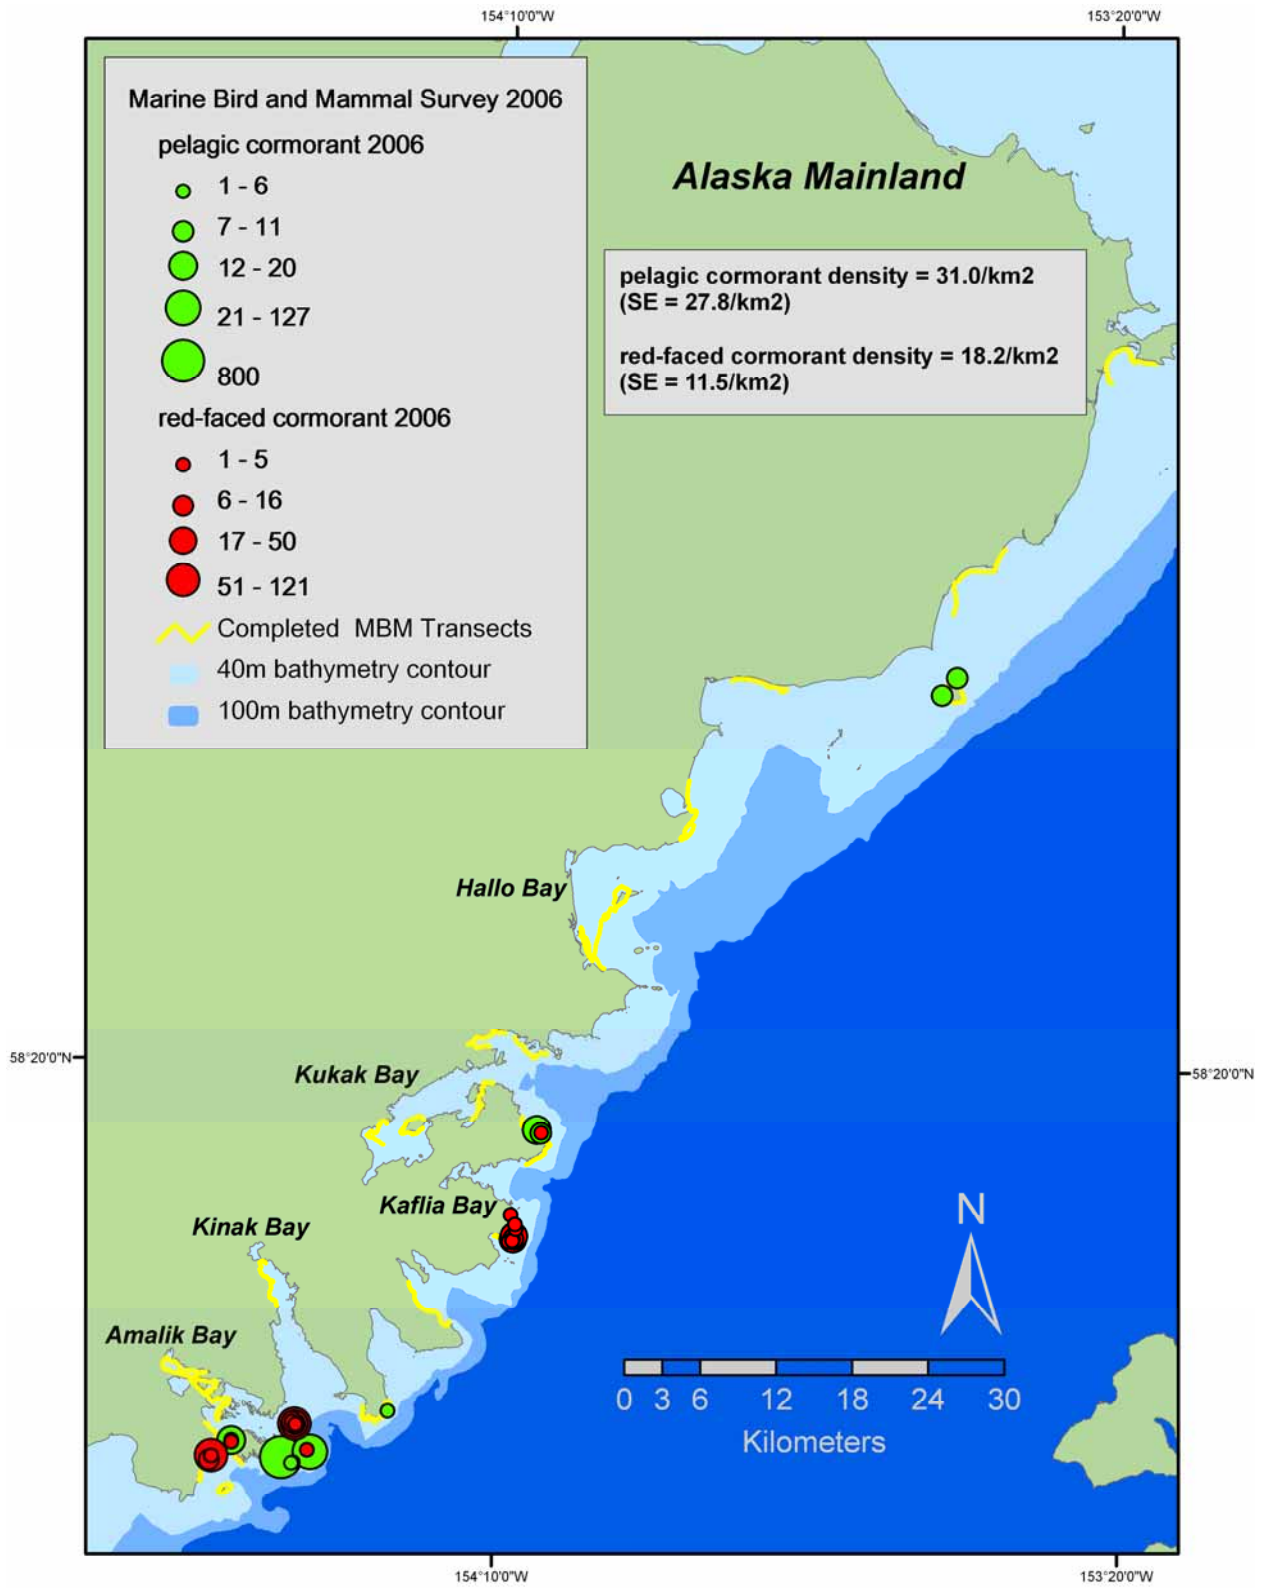 154°10'0"W
153°20'0"W
Marine Bird and Mammal Survey 2006
pelagic cormorant 2006
1 - 6
7 - 11
12 - 20
21 - 127
800
red-faced cormorant 2006
1 - 5
6 - 16
17 - 50
51 - 121
Completed MBM Transects
40m bathymetry contour
100m bathymetry contour
Alaska Mainland
pelagic cormorant density = 31.0/km2
(SE = 27.8/km2)
red-faced cormorant density = 18.2/km2
(SE = 11.5/km2)
Hallo Bay
58°20'0"N
Kukak Bay
58°20'0"N
Kaflia Bay
Kinak Bay
Amalik Bay
N
0 3 6 12 18 24 30
Kilometers
154°10'0"W
153°20'0"W